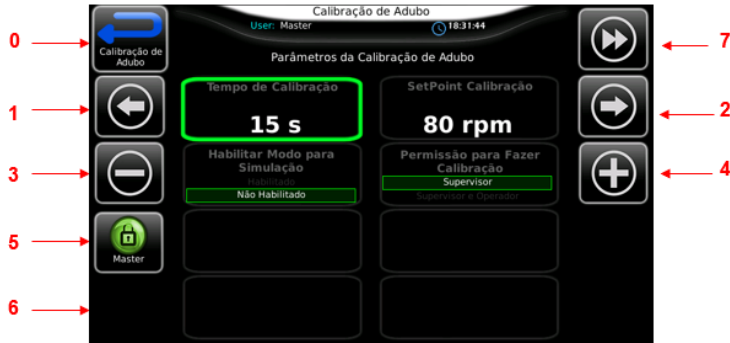 Calibração de Adubo
User: Master
18:31:44
0
Calibração de
Adubo
Parâmetros da Calibração de Adubo
7
1
Tempo de Calibração
15 s
SetPoint Calibração
80 rpm
2
3
Habilitar Modo para
Simulação
Habilitado
Não Habilitado
Permissão para Fazer
Calibração
Supervisor
Supervisor e Operador
4
5
Master
6